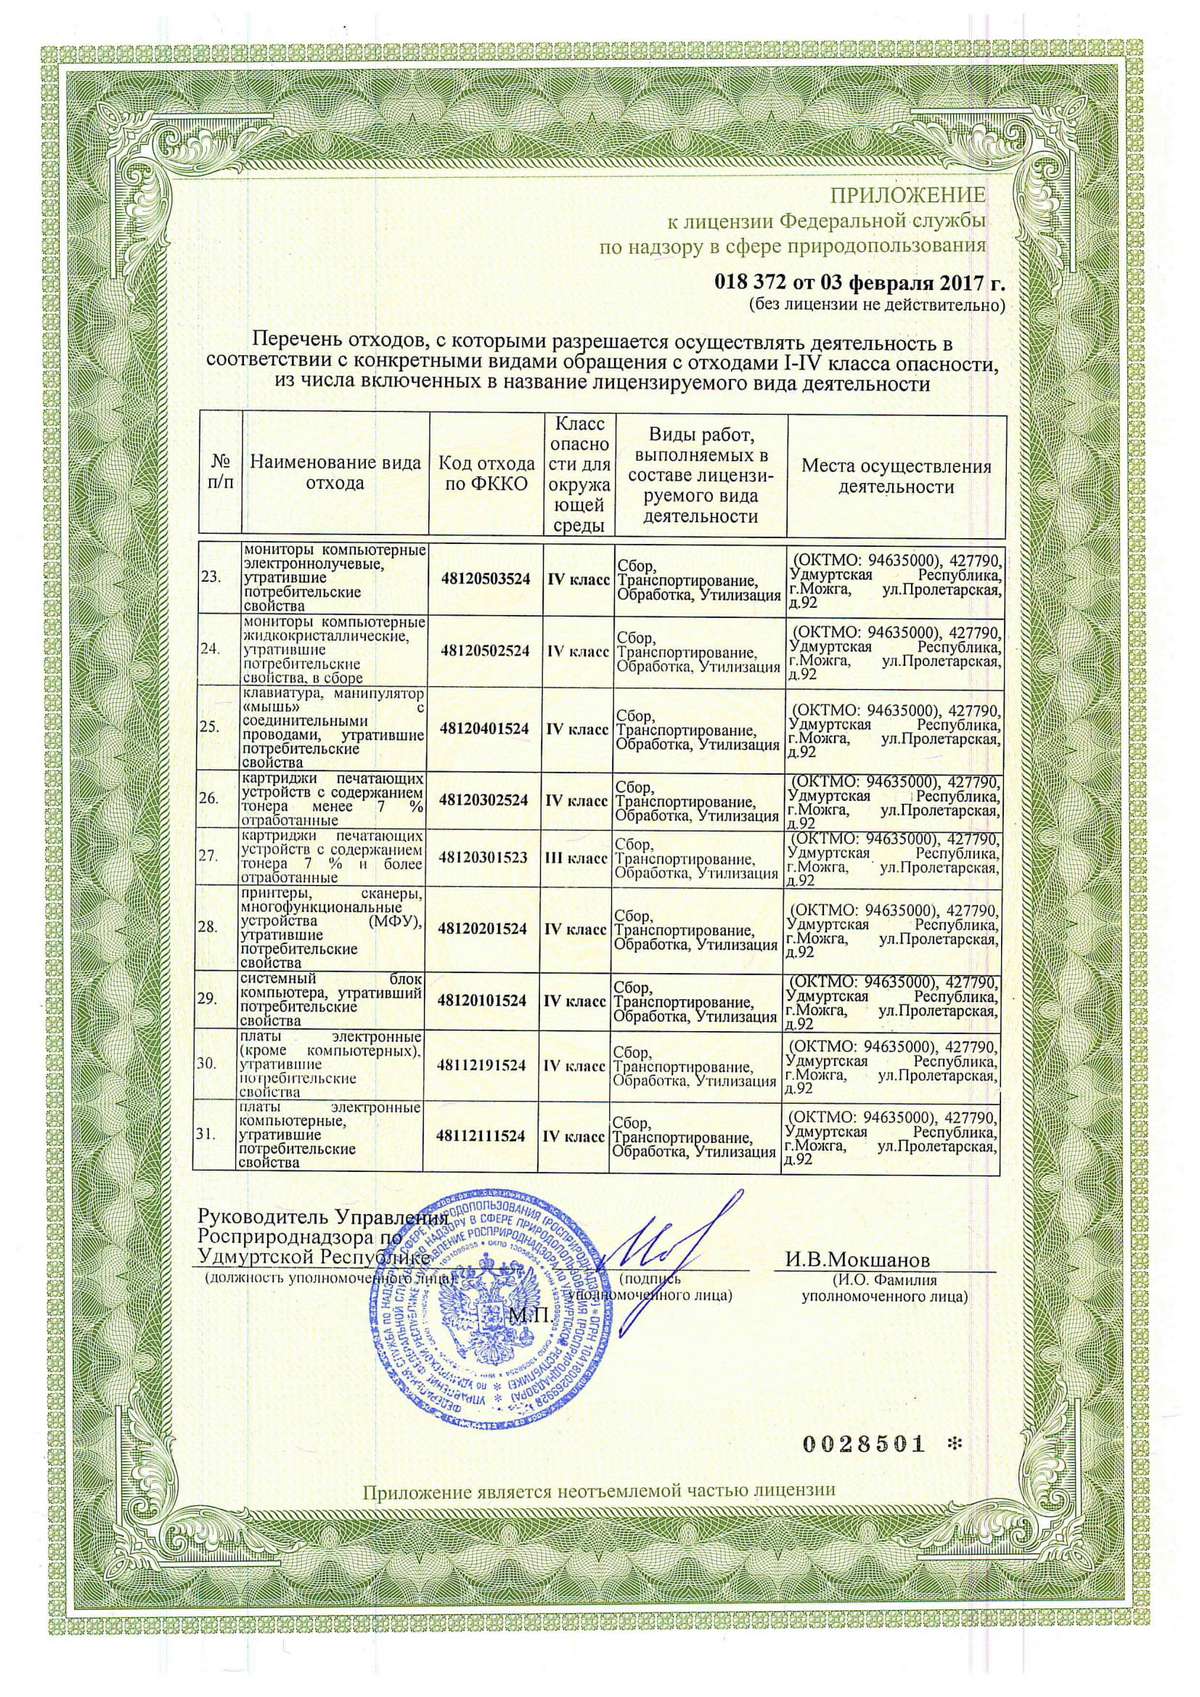 ПРИЛОЖЕНИЕ
к лицензии Федеральной службы
по надзору в сфере природопользования
018 372 от 03 февраля 2017 г.
(без лицензии не действительно)
Перечень отходов, с которыми разрешается осуществлять деятельность в
соответствии с конкретными видами обращения с отходами I-IV класса опасности,
из числа включенных в название лицензируемого вида деятельности
№
п/п
Наименование вида
отхода
Код отхода
по ФККО
Класс
опасно
сти для
окружа
ющей
среды
Виды работ,
выполняемых в
составе лицензи-
руемого вида
деятельности
Места осуществления
деятельности
23.
мониторы компьютерные
электроннолучевые,
утратившие
потребительские
свойства
48120503524
IV класс
Сбор,
Транспортирование,
Обработка, Утилизация
(ОКТМО: 94635000), 427790,
Удмуртская Республика,
г.Можга, ул.Пролетарская,
д.92
24.
мониторы компьютерные
жидкокристаллические,
утратившие
потребительские
свойства, в сборе
48120502524
IV класс
Сбор,
Транспортирование,
Обработка, Утилизация
(ОКТМО: 94635000), 427790,
Удмуртская Республика,
г.Можга, ул.Пролетарская,
д.92
25.
клавиатура, манипулятор
«мышь» с
соединительными
проводами, утратившие
потребительские
свойства
48120401524
IV класс
Сбор,
Транспортирование,
Обработка, Утилизация
(ОКТМО: 94635000), 427790,
Удмуртская Республика,
г.Можга, ул.Пролетарская,
д.92
26.
картриджи печатающих
устройств с содержанием
тонера менее 7 %
отработанные
48120302524
IV класс
Сбор,
Транспортирование,
Обработка, Утилизация
(ОКТМО: 94635000), 427790,
Удмуртская Республика,
г.Можга, ул.Пролетарская,
д.92
27.
картриджи печатающих
устройств с содержанием
тонера 7 % и более
отработанные
48120301523
III класс
Сбор,
Транспортирование,
Обработка, Утилизация
(ОКТМО: 94635000), 427790,
Удмуртская Республика,
г.Можга, ул.Пролетарская,
д.92
28.
принтеры, сканеры,
многофункциональные
устройства (МФУ),
утратившие
потребительские
свойства
48120201524
IV класс
Сбор,
Транспортирование,
Обработка, Утилизация
(ОКТМО: 94635000), 427790,
Удмуртская Республика,
г.Можга, ул.Пролетарская,
д.92
29.
системный блок
компьютера, утративший
потребительские
свойства
48120101524
IV класс
Сбор,
Транспортирование,
Обработка, Утилизация
(ОКТМО: 94635000), 427790,
Удмуртская Республика,
г.Можга, ул.Пролетарская,
д.92
30.
платы электронные
(кроме компьютерных),
утратившие
потребительские
свойства
48112191524
IV класс
Сбор,
Транспортирование,
Обработка, Утилизация
(ОКТМО: 94635000), 427790,
Удмуртская Республика,
г.Можга, ул.Пролетарская,
д.92
31.
платы электронные
компьютерные,
утратившие
потребительские
свойства
48112111524
IV класс
Сбор,
Транспортирование,
Обработка, Утилизация
(ОКТМО: 94635000), 427790,
Удмуртская Республика,
г.Можга, ул.Пролетарская,
д.92
Руководитель Управления
Росприроднадзора по
Удмуртской Республике
(должность уполномоченного лица)
(подпись
уполномоченного лица)
И.В.Мокшанов
(И.О. Фамилия
уполномоченного лица)
М.П.
0028501 *
Приложение является неотъемлемой частью лицензии